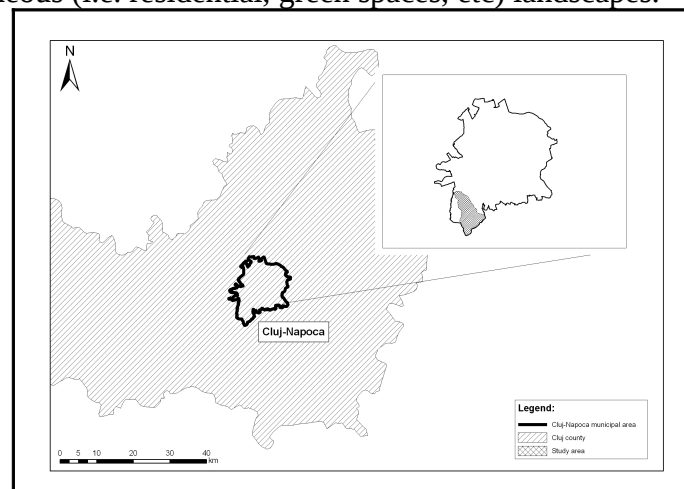 neous (i.e. residential, green spaces, etc) landscapes.
N
Cluj-Napoca
Legend:
Cluj-Napoca municipal area
Cluj county
Study area
0 5 10 20 30 40
km